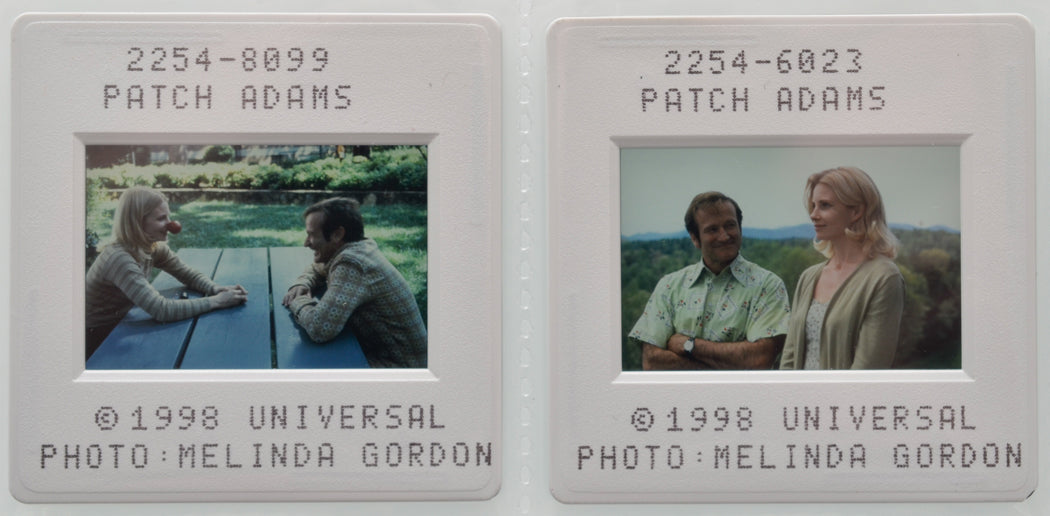 2254-8099
PATCH ADAMS
© 1998 UNIVERSAL
PHOTO:MELINDA GORDON
2254-6023
PATCH ADAMS
© 1998 UNIVERSAL
PHOTO:MELINDA GORDON